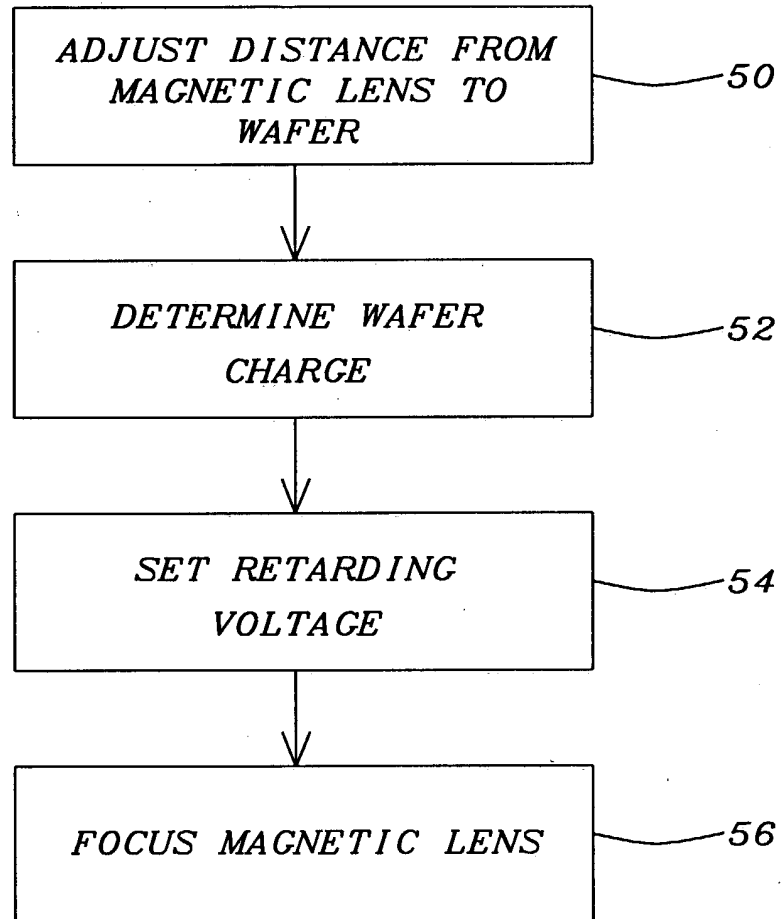 ADJUST DISTANCE FROM
MAGNETIC LENS TO
WAFER
50
DETERMINE WAFER
CHARGE
52
SET RETARDING
VOLTAGE
54
FOCUS MAGNETIC LENS
56